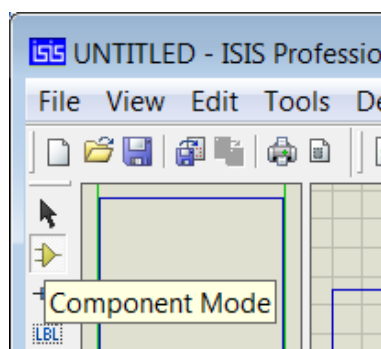 isis UNTITLED - ISIS Professio
File View Edit Tools De
Component Mode
LBL